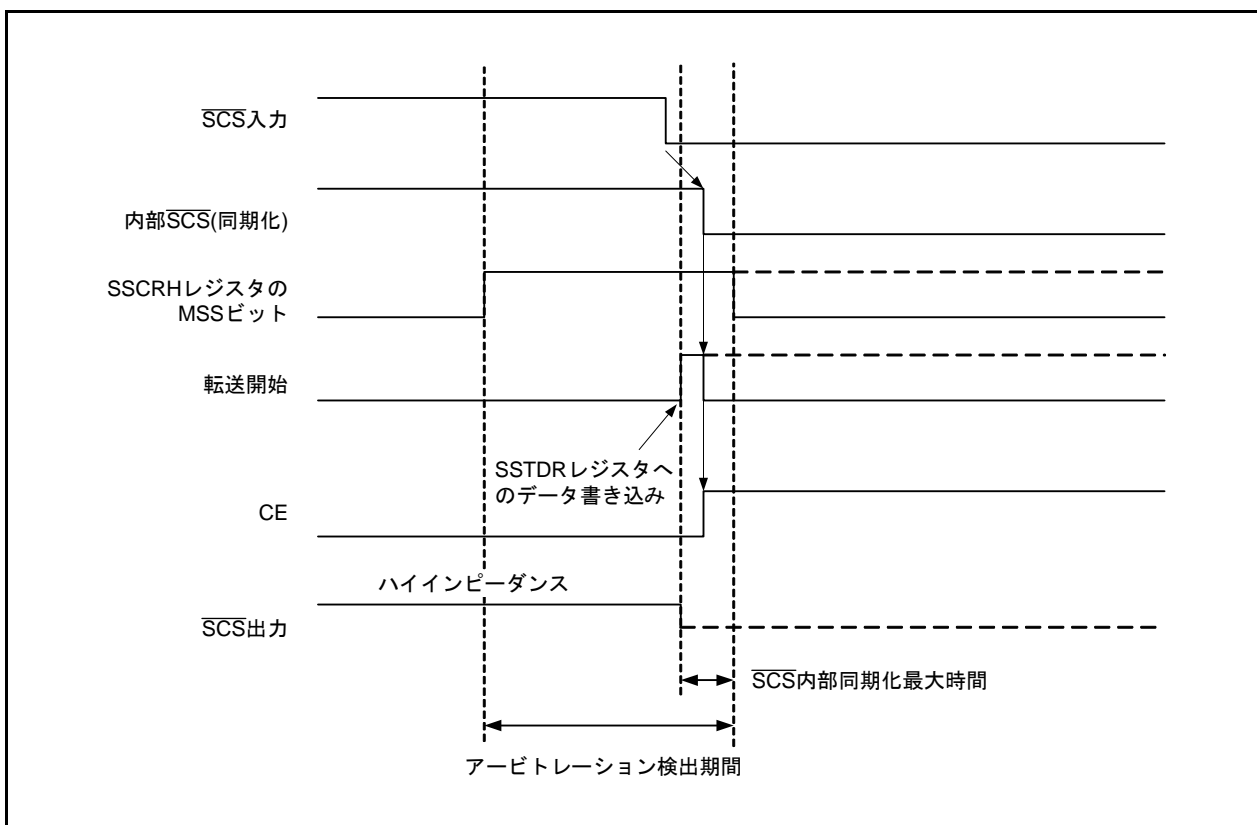 SCS入力
内部SCS(同期化)
SSCRHレジスタの
MSSビット
転送開始
SSTDRレジスタへ
のデータ書き込み
CE
ハイインピーダンス
SCS出力
SCS内部同期化最大時間
アービトレーション検出期間